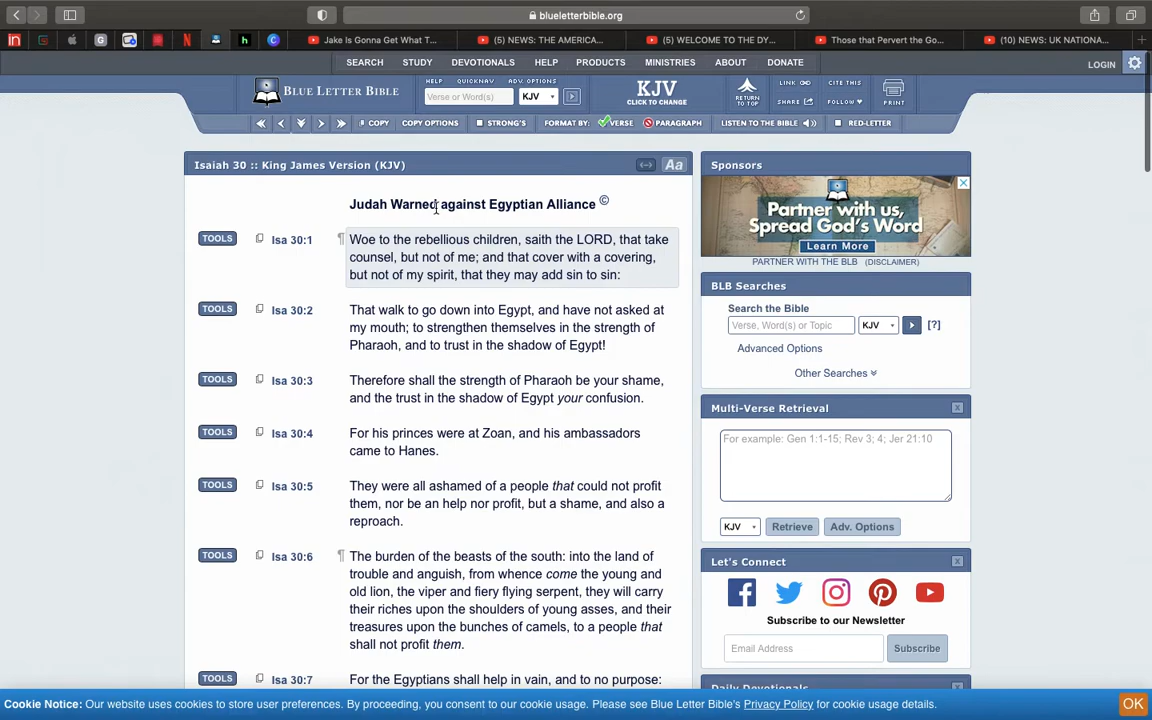 blueletterbible.org
Jake Is Gonna Get What T...
(5) NEWS: THE AMERICA...
(5) WELCOME TO THE DY...
Those that Pervert the Go...
(10) NEWS: UK NATIONA...
SEARCH STUDY DEVOTIONALS HELP PRODUCTS MINISTRIES ABOUT DONATE LOGIN
BLUE LETTER BIBLE
HELP QUICKNAV ADV. OPTIONS
Verse or Word(s) KJV
KJV
CLICK TO CHANGE
RETURN TO TOP
LINK CITE THIS
SHARE FOLLOW
PRINT
COPY COPY OPTIONS STRONG'S FORMAT BY: VERSE PARAGRAPH LISTEN TO THE BIBLE RED-LETTER
Isaiah 30 :: King James Version (KJV) Aa
Judah Warned against Egyptian Alliance ©
TOOLS Isa 30:1 ¶ Woe to the rebellious children, saith the LORD, that take
counsel, but not of me; and that cover with a covering,
but not of my spirit, that they may add sin to sin:
TOOLS Isa 30:2 That walk to go down into Egypt, and have not asked at
my mouth; to strengthen themselves in the strength of
Pharaoh, and to trust in the shadow of Egypt!
TOOLS Isa 30:3 Therefore shall the strength of Pharaoh be your shame,
and the trust in the shadow of Egypt your confusion.
TOOLS Isa 30:4 For his princes were at Zoan, and his ambassadors
came to Hanes.
TOOLS Isa 30:5 They were all ashamed of a people that could not profit
them, nor be an help nor profit, but a shame, and also a
reproach.
TOOLS Isa 30:6 ¶ The burden of the beasts of the south: into the land of
trouble and anguish, from whence come the young and
old lion, the viper and fiery flying serpent, they will carry
their riches upon the shoulders of young asses, and their
treasures upon the bunches of camels, to a people that
shall not profit them.
TOOLS Isa 30:7 For the Egyptians shall help in vain, and to no purpose:
Sponsors
Partner with us,
Spread God's Word
Learn More
PARTNER WITH THE BLB (DISCLAIMER)
BLB Searches
Search the Bible
Verse, Word(s) or Topic KJV [?]
Advanced Options
Other Searches
Multi-Verse Retrieval
For example: Gen 1:1-15; Rev 3; 4; Jer 21:10
KJV Retrieve Adv. Options
Let's Connect
Subscribe to our Newsletter
Email Address Subscribe
Daily Devotionals
Cookie Notice: Our website uses cookies to store user preferences. By proceeding, you consent to our cookie usage. Please see Blue Letter Bible's Privacy Policy for cookie usage details. OK